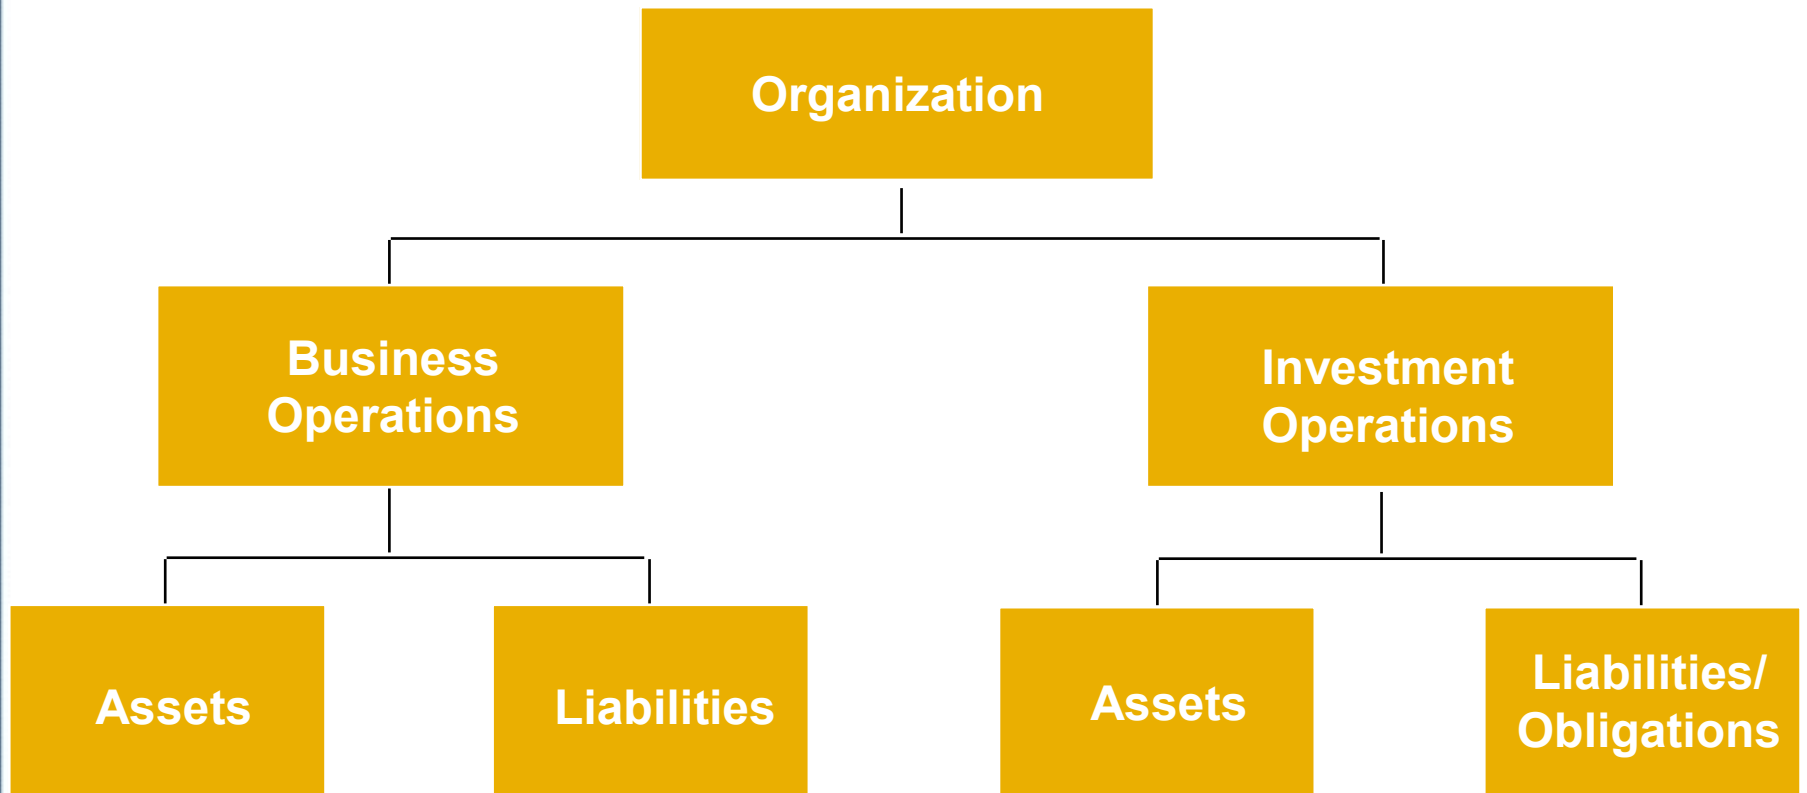 Organization
Business
Operations
Investment
Operations
Assets
Liabilities
Assets
Liabilities/
Obligations